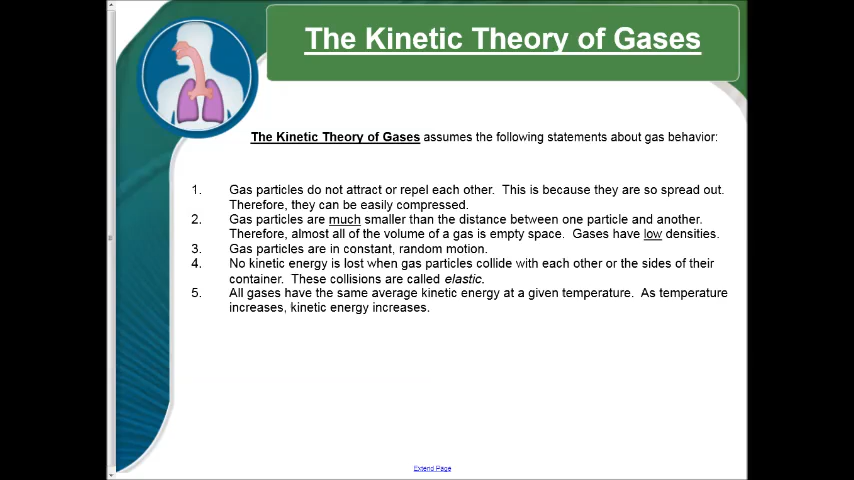 The Kinetic Theory of Gases
The Kinetic Theory of Gases assumes the following statements about gas behavior:
1. Gas particles do not attract or repel each other. This is because they are so spread out.
Therefore, they can be easily compressed.
2. Gas particles are much smaller than the distance between one particle and another.
Therefore, almost all of the volume of a gas is empty space. Gases have low densities.
3. Gas particles are in constant, random motion.
4. No kinetic energy is lost when gas particles collide with each other or the sides of their
container. These collisions are called elastic.
5. All gases have the same average kinetic energy at a given temperature. As temperature
increases, kinetic energy increases.
Extend Page